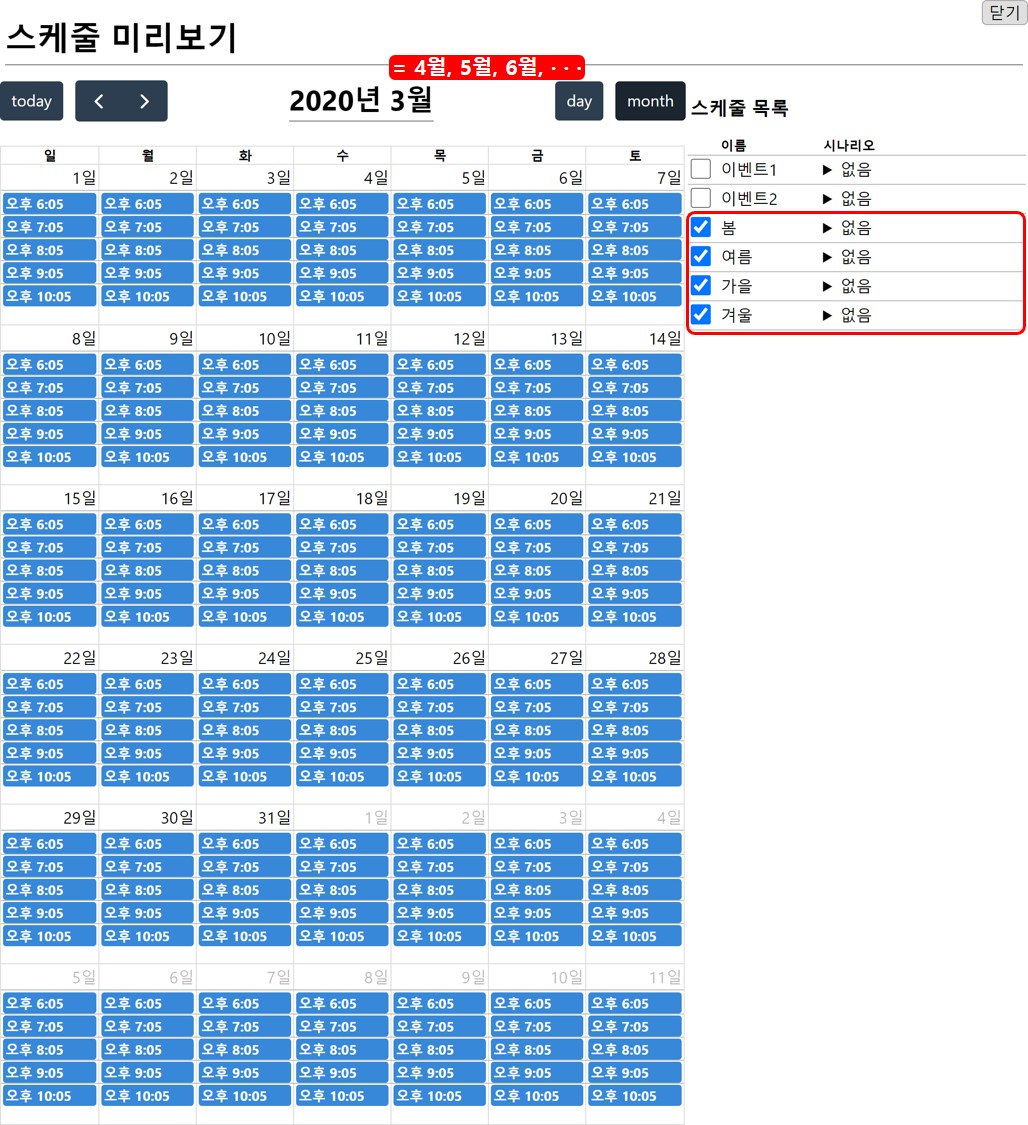 닫기
스케줄 미리보기
= 4월, 5월, 6월, · · ·
today 2020년 3월 day month
스케줄 목록
이름 시나리오
이벤트1 ▶ 없음
이벤트2 ▶ 없음
봄 ▶ 없음
여름 ▶ 없음
가을 ▶ 없음
겨울 ▶ 없음
일 월 화 수 목 금 토
1일 2일 3일 4일 5일 6일 7일
오후 6:05 오후 6:05 오후 6:05 오후 6:05 오후 6:05 오후 6:05 오후 6:05
오후 7:05 오후 7:05 오후 7:05 오후 7:05 오후 7:05 오후 7:05 오후 7:05
오후 8:05 오후 8:05 오후 8:05 오후 8:05 오후 8:05 오후 8:05 오후 8:05
오후 9:05 오후 9:05 오후 9:05 오후 9:05 오후 9:05 오후 9:05 오후 9:05
오후 10:05 오후 10:05 오후 10:05 오후 10:05 오후 10:05 오후 10:05 오후 10:05
8일 9일 10일 11일 12일 13일 14일
오후 6:05 오후 6:05 오후 6:05 오후 6:05 오후 6:05 오후 6:05 오후 6:05
오후 7:05 오후 7:05 오후 7:05 오후 7:05 오후 7:05 오후 7:05 오후 7:05
오후 8:05 오후 8:05 오후 8:05 오후 8:05 오후 8:05 오후 8:05 오후 8:05
오후 9:05 오후 9:05 오후 9:05 오후 9:05 오후 9:05 오후 9:05 오후 9:05
오후 10:05 오후 10:05 오후 10:05 오후 10:05 오후 10:05 오후 10:05 오후 10:05
15일 16일 17일 18일 19일 20일 21일
오후 6:05 오후 6:05 오후 6:05 오후 6:05 오후 6:05 오후 6:05 오후 6:05
오후 7:05 오후 7:05 오후 7:05 오후 7:05 오후 7:05 오후 7:05 오후 7:05
오후 8:05 오후 8:05 오후 8:05 오후 8:05 오후 8:05 오후 8:05 오후 8:05
오후 9:05 오후 9:05 오후 9:05 오후 9:05 오후 9:05 오후 9:05 오후 9:05
오후 10:05 오후 10:05 오후 10:05 오후 10:05 오후 10:05 오후 10:05 오후 10:05
22일 23일 24일 25일 26일 27일 28일
오후 6:05 오후 6:05 오후 6:05 오후 6:05 오후 6:05 오후 6:05 오후 6:05
오후 7:05 오후 7:05 오후 7:05 오후 7:05 오후 7:05 오후 7:05 오후 7:05
오후 8:05 오후 8:05 오후 8:05 오후 8:05 오후 8:05 오후 8:05 오후 8:05
오후 9:05 오후 9:05 오후 9:05 오후 9:05 오후 9:05 오후 9:05 오후 9:05
오후 10:05 오후 10:05 오후 10:05 오후 10:05 오후 10:05 오후 10:05 오후 10:05
29일 30일 31일 1일 2일 3일 4일
오후 6:05 오후 6:05 오후 6:05 오후 6:05 오후 6:05 오후 6:05 오후 6:05
오후 7:05 오후 7:05 오후 7:05 오후 7:05 오후 7:05 오후 7:05 오후 7:05
오후 8:05 오후 8:05 오후 8:05 오후 8:05 오후 8:05 오후 8:05 오후 8:05
오후 9:05 오후 9:05 오후 9:05 오후 9:05 오후 9:05 오후 9:05 오후 9:05
오후 10:05 오후 10:05 오후 10:05 오후 10:05 오후 10:05 오후 10:05 오후 10:05
5일 6일 7일 8일 9일 10일 11일
오후 6:05 오후 6:05 오후 6:05 오후 6:05 오후 6:05 오후 6:05 오후 6:05
오후 7:05 오후 7:05 오후 7:05 오후 7:05 오후 7:05 오후 7:05 오후 7:05
오후 8:05 오후 8:05 오후 8:05 오후 8:05 오후 8:05 오후 8:05 오후 8:05
오후 9:05 오후 9:05 오후 9:05 오후 9:05 오후 9:05 오후 9:05 오후 9:05
오후 10:05 오후 10:05 오후 10:05 오후 10:05 오후 10:05 오후 10:05 오후 10:05